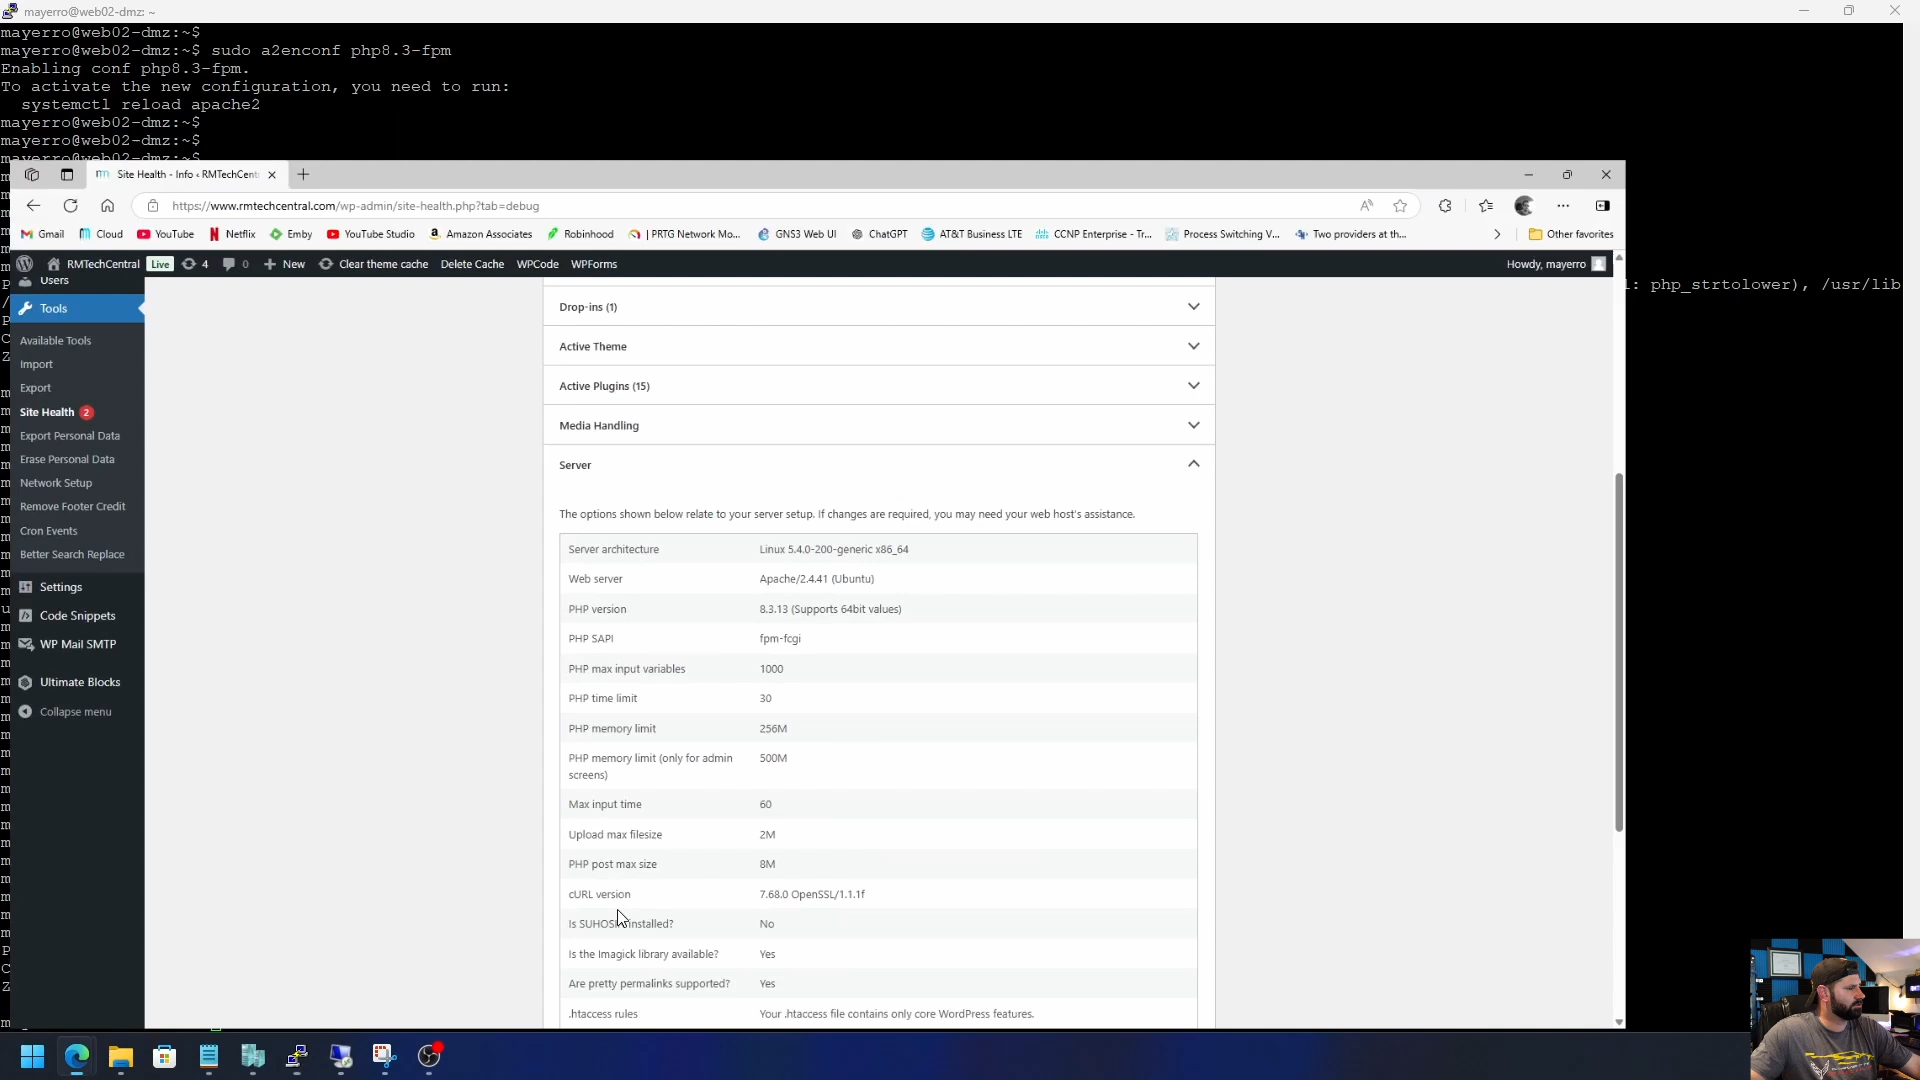 mayerro@web02-dmz: ~
mayerro@web02-dmz:~$
mayerro@web02-dmz:~$ sudo a2enconf php8.3-fpm
Enabling conf php8.3-fpm.
To activate the new configuration, you need to run:
systemctl reload apache2
mayerro@web02-dmz:~$
mayerro@web02-dmz:~$
mayerro@web02-dmz:~$
Site Health - Info ‹ RMTechCent
https://www.rmtechcentral.com/wp-admin/site-health.php?tab=debug
Gmail Cloud YouTube Netflix Emby YouTube Studio Amazon Associates Robinhood | PRTG Network Mo... GNS3 Web UI ChatGPT AT&T Business LTE CCNP Enterprise - Tr... Process Switching V... Two providers at th... Other favorites
RMTechCentral Live 4 0 New Clear theme cache Delete Cache WPCode WPForms Howdy, mayerro
: php_strtolower), /usr/lib
Users
Tools
Available Tools
Import
Export
Site Health 2
Export Personal Data
Erase Personal Data
Network Setup
Remove Footer Credit
Cron Events
Better Search Replace
Settings
Code Snippets
WP Mail SMTP
Ultimate Blocks
Collapse menu
Drop-ins (1)
Active Theme
Active Plugins (15)
Media Handling
Server
The options shown below relate to your server setup. If changes are required, you may need your web host's assistance.
Server architecture Linux 5.4.0-200-generic x86_64
Web server Apache/2.4.41 (Ubuntu)
PHP version 8.3.13 (Supports 64bit values)
PHP SAPI fpm-fcgi
PHP max input variables 1000
PHP time limit 30
PHP memory limit 256M
PHP memory limit (only for admin screens) 500M
Max input time 60
Upload max filesize 2M
PHP post max size 8M
cURL version 7.68.0 OpenSSL/1.1.1f
Is installed? No
Is the Imagick library available? Yes
Are pretty permalinks supported? Yes
.htaccess rules Your .htaccess file contains only core WordPress features.